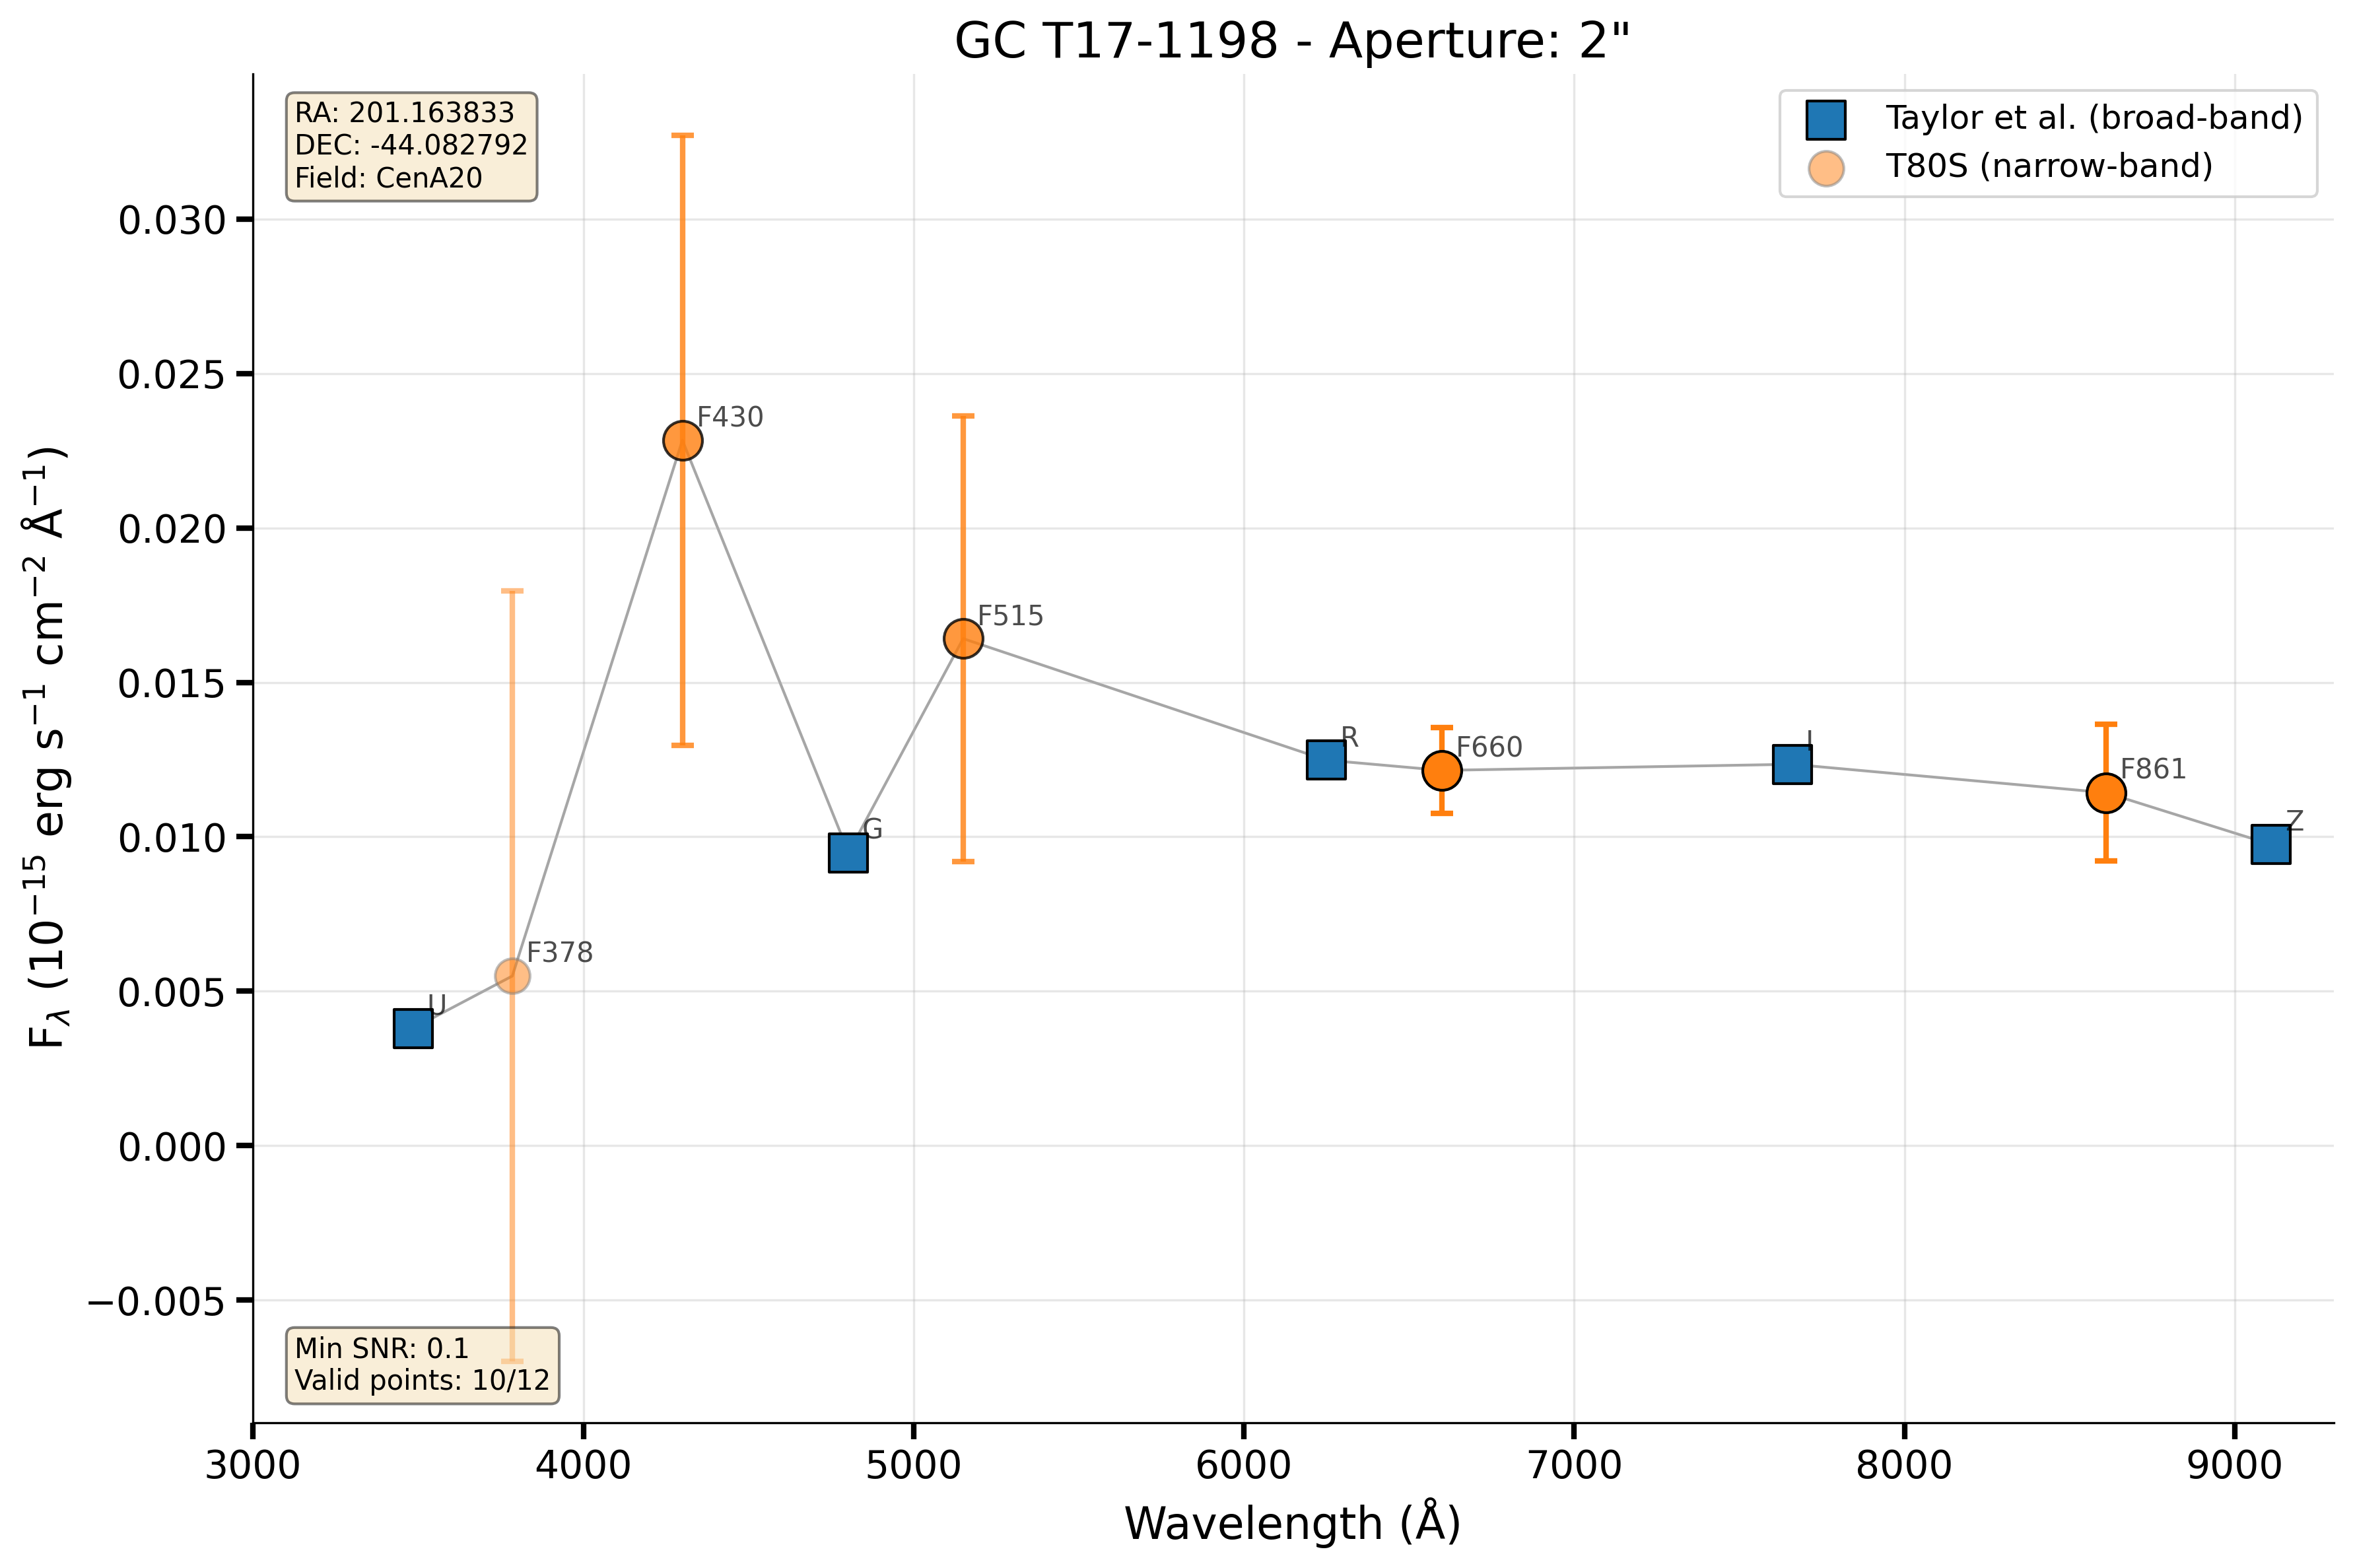 GC T17-1198 - Aperture: 2"
RA: 201.163833
DEC: -44.082792
Field: CenA20
Taylor et al. (broad-band)
T80S (narrow-band)
0.030
0.025
0.020
0.015
0.010
0.005
0.000
−0.005
F430
F515
R
F660
I
F861
G
Z
F378
U
Min SNR: 0.1
Valid points: 10/12
3000 4000 5000 6000 7000 8000 9000
Wavelength (Å)
Fλ (10⁻¹⁵ erg s⁻¹ cm⁻² Å⁻¹)